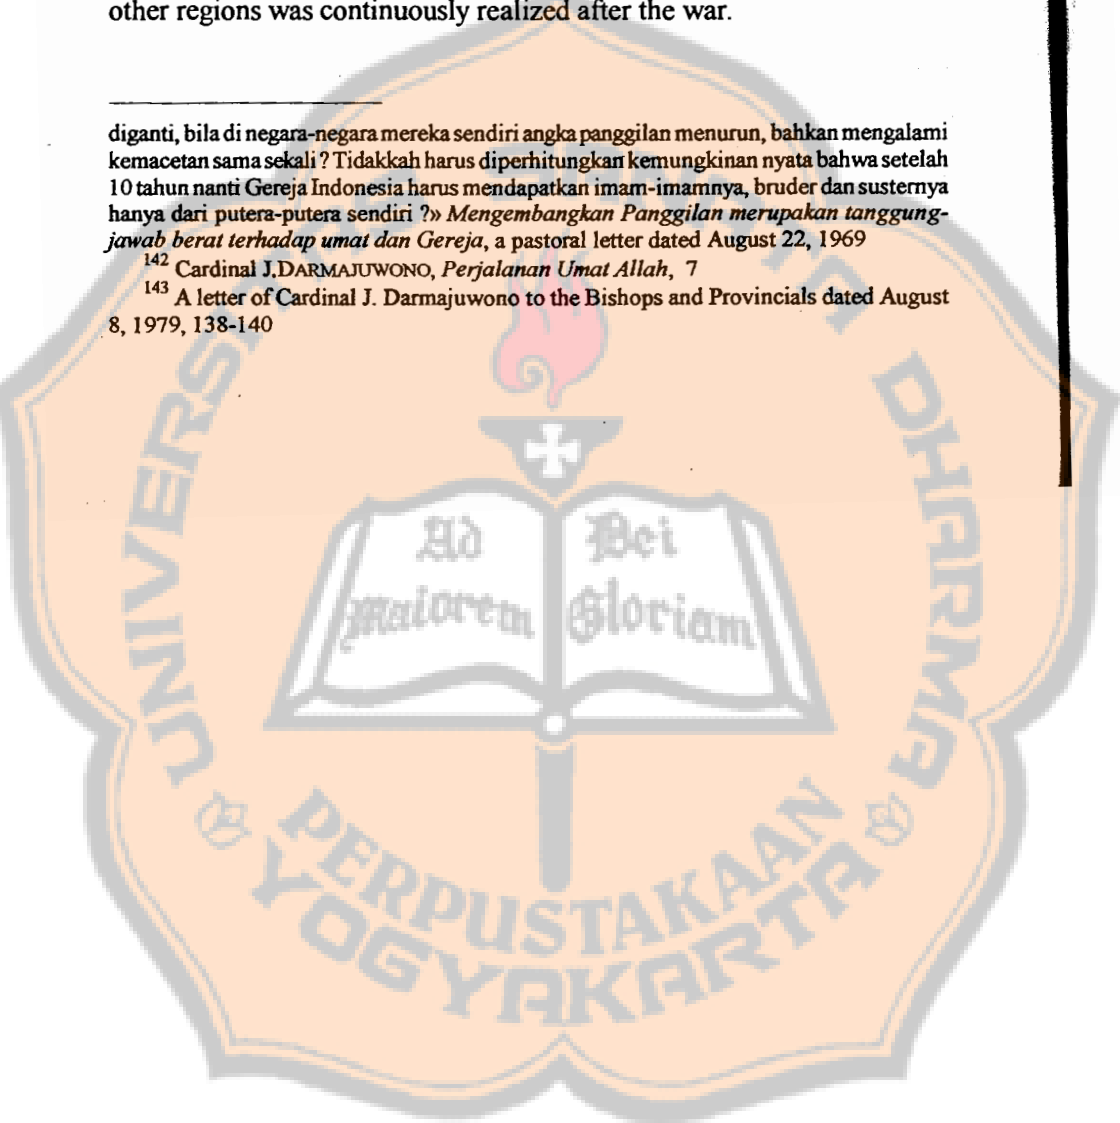 other regions was continuously realized after the war.
diganti, bila di negara-negara mereka sendiri angka panggilan menurun, bahkan mengalami
kemacetan sama sekali ? Tidakkah harus diperhitungkan kemungkinan nyata bahwa setelah
10 tahun nanti Gereja Indonesia harus mendapatkan imam-imamnya, bruder dan susternya
hanya dari putera-putera sendiri ?» Mengembangkan Panggilan merupakan tanggung-
jawab berat terhadap umat dan Gereja, a pastoral letter dated August 22, 1969
142 Cardinal J.DARMAJUWONO, Perjalanan Umat Allah, 7
143 A letter of Cardinal J. Darmajuwono to the Bishops and Provincials dated August
8, 1979, 138-140
UNIVERSITAS SANATA DHARMA
Ad Dei
maiorem Gloriam
PERPUSTAKAAN
YOGYAKARTA